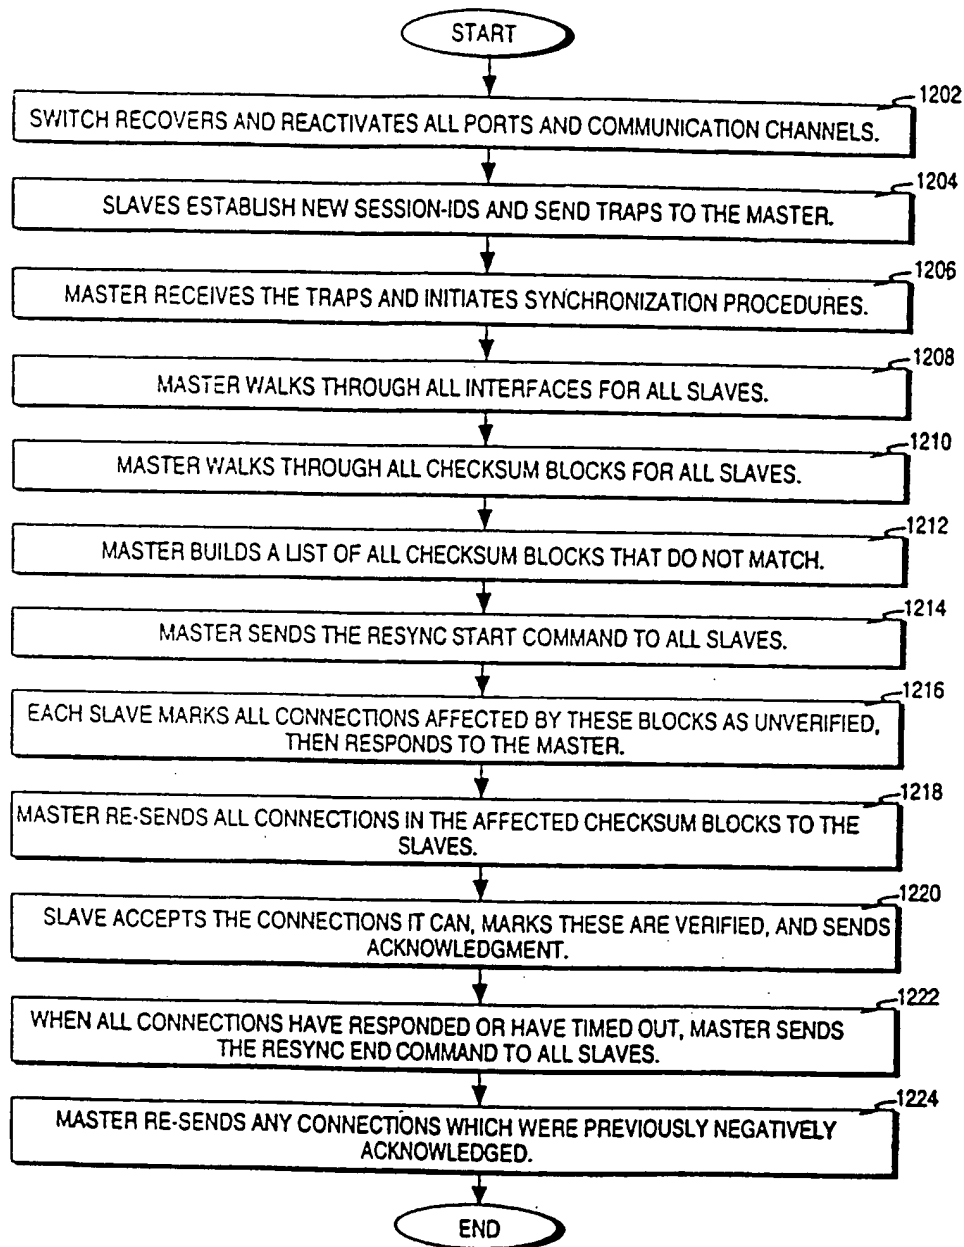 START
1202
SWITCH RECOVERS AND REACTIVATES ALL PORTS AND COMMUNICATION CHANNELS.
1204
SLAVES ESTABLISH NEW SESSION-IDS AND SEND TRAPS TO THE MASTER.
1206
MASTER RECEIVES THE TRAPS AND INITIATES SYNCHRONIZATION PROCEDURES.
1208
MASTER WALKS THROUGH ALL INTERFACES FOR ALL SLAVES.
1210
MASTER WALKS THROUGH ALL CHECKSUM BLOCKS FOR ALL SLAVES.
1212
MASTER BUILDS A LIST OF ALL CHECKSUM BLOCKS THAT DO NOT MATCH.
1214
MASTER SENDS THE RESYNC START COMMAND TO ALL SLAVES.
1216
EACH SLAVE MARKS ALL CONNECTIONS AFFECTED BY THESE BLOCKS AS UNVERIFIED,
THEN RESPONDS TO THE MASTER.
1218
MASTER RE-SENDS ALL CONNECTIONS IN THE AFFECTED CHECKSUM BLOCKS TO THE
SLAVES.
1220
SLAVE ACCEPTS THE CONNECTIONS IT CAN, MARKS THESE ARE VERIFIED, AND SENDS
ACKNOWLEDGMENT.
1222
WHEN ALL CONNECTIONS HAVE RESPONDED OR HAVE TIMED OUT, MASTER SENDS
THE RESYNC END COMMAND TO ALL SLAVES.
1224
MASTER RE-SENDS ANY CONNECTIONS WHICH WERE PREVIOUSLY NEGATIVELY
ACKNOWLEDGED.
END